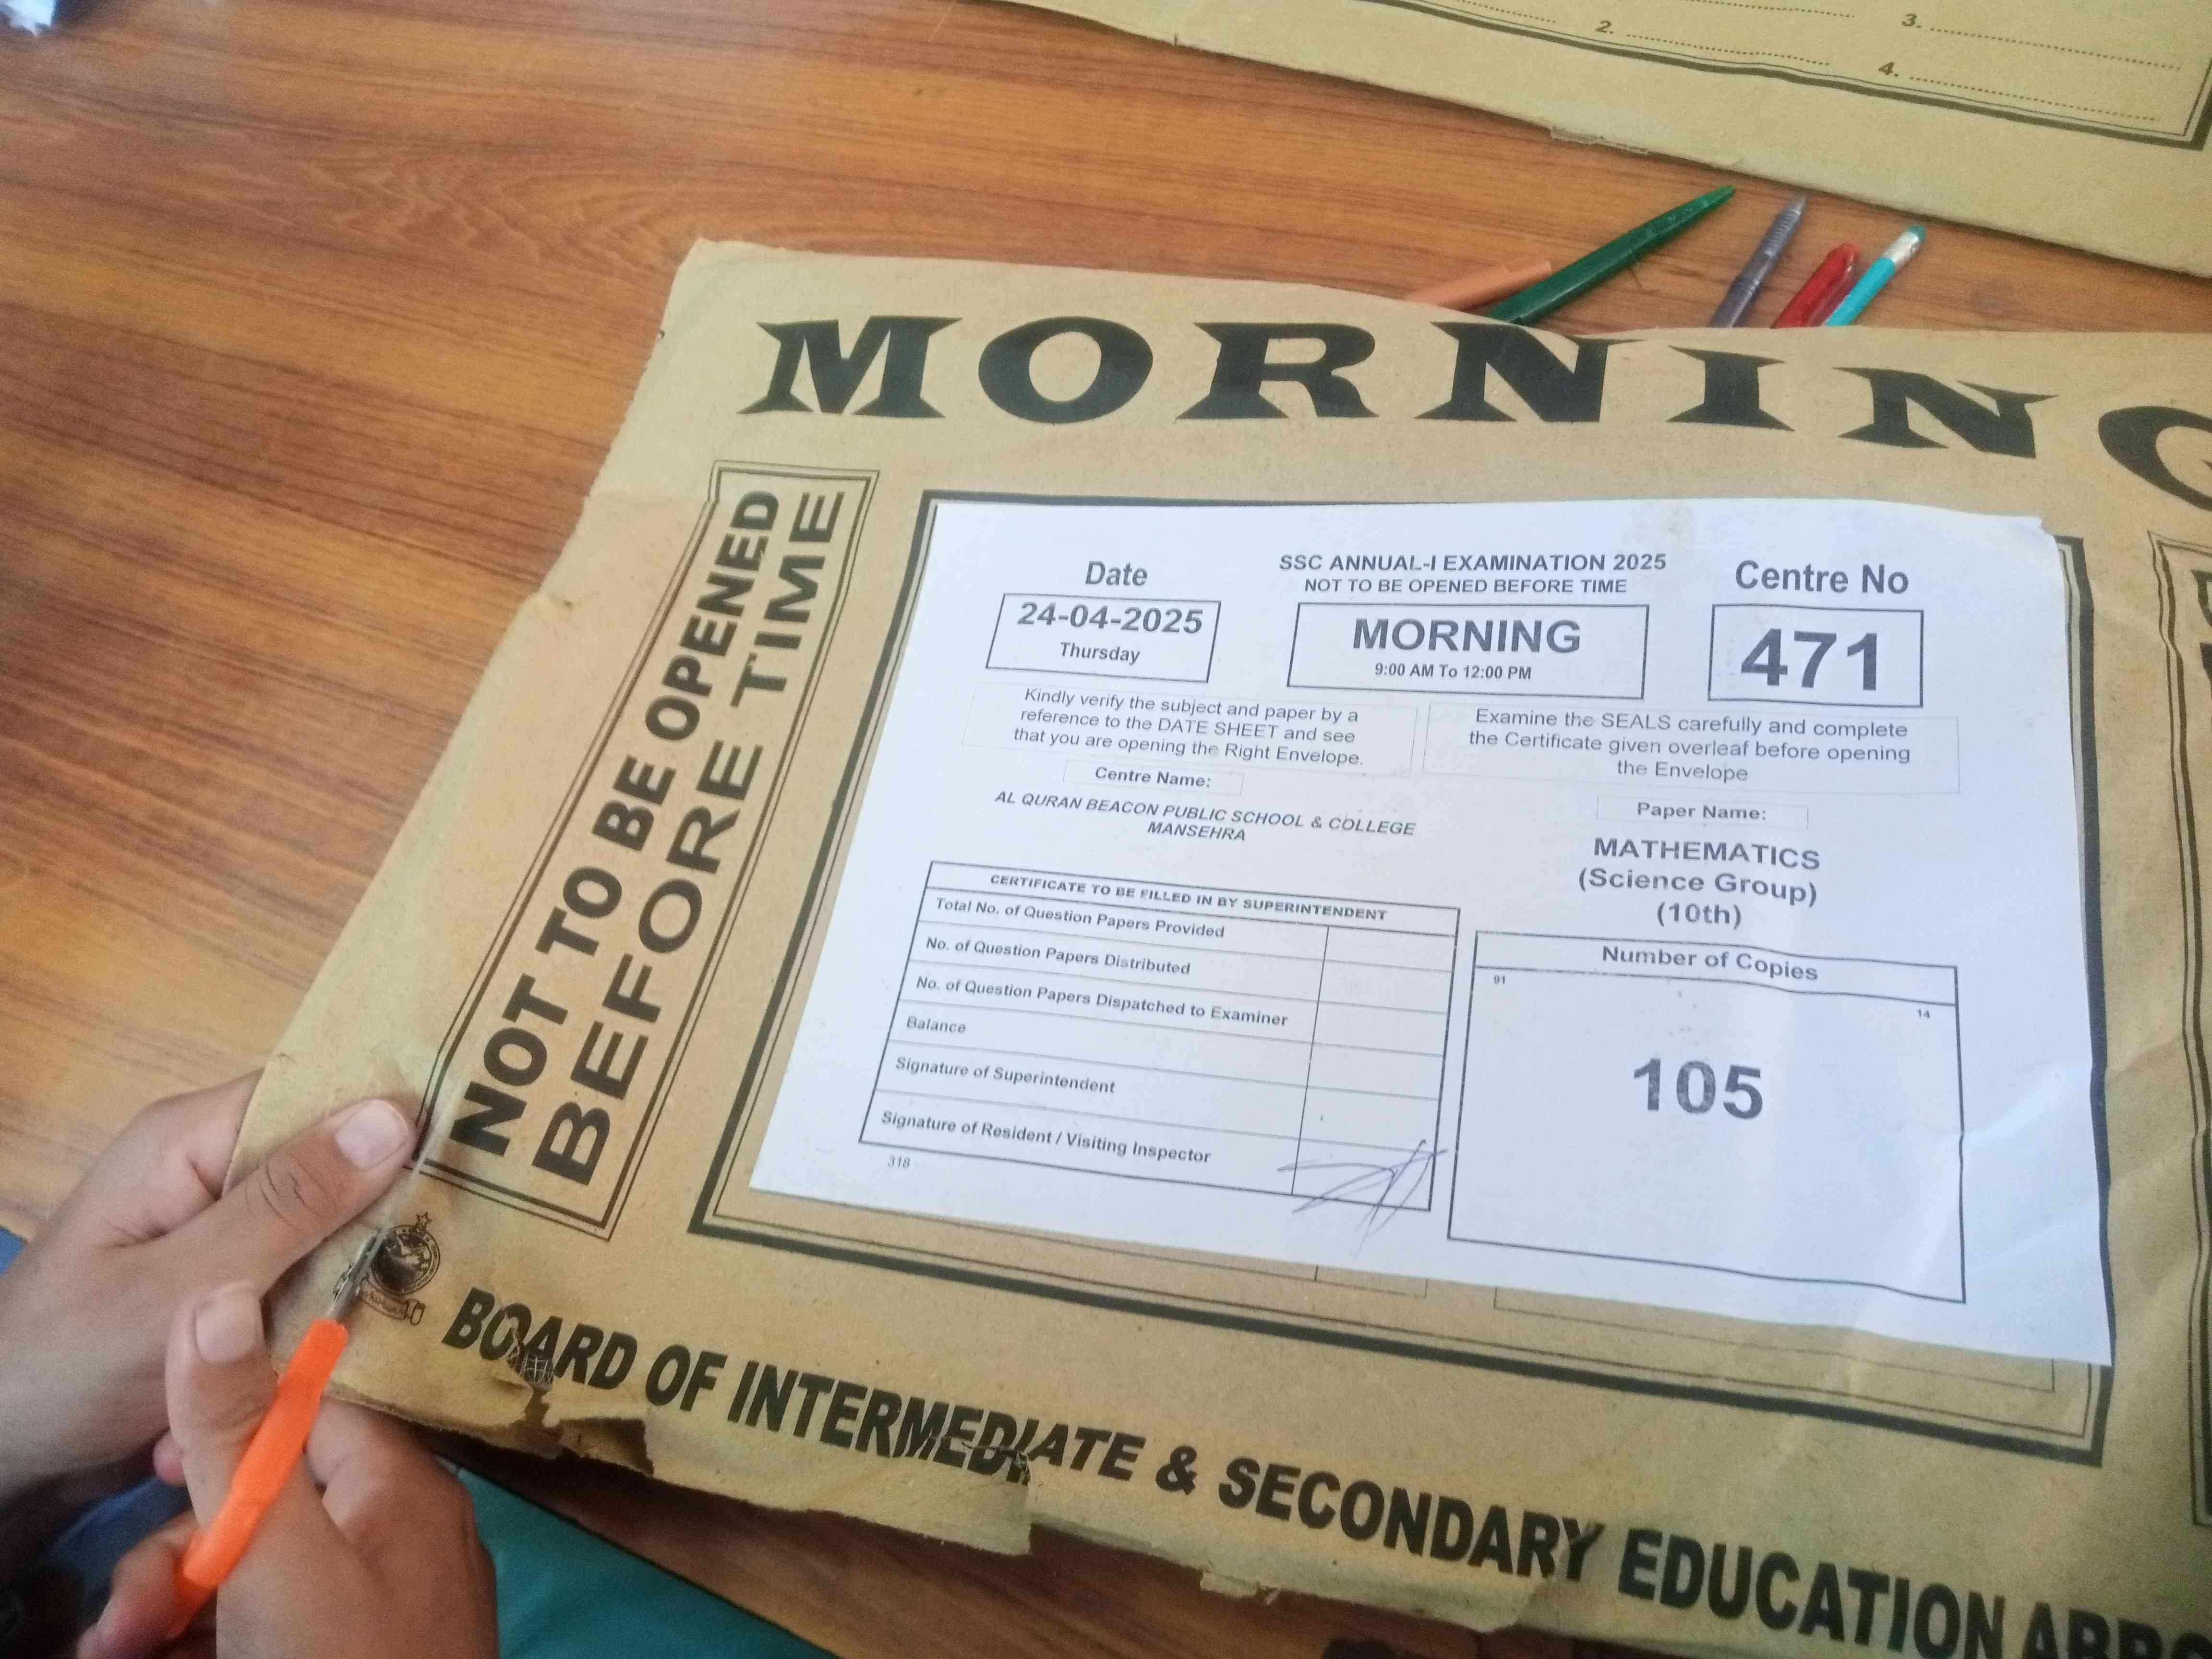 2. ..............................
3. ..............................
4. ..............................
MORNING
NOT TO BE OPENED
BEFORE TIME
Date
24-04-2025
Thursday
SSC ANNUAL-I EXAMINATION 2025
NOT TO BE OPENED BEFORE TIME
MORNING
9:00 AM To 12:00 PM
Centre No
471
Kindly verify the subject and paper by a
reference to the DATE SHEET and see
that you are opening the Right Envelope.
Examine the SEALS carefully and complete
the Certificate given overleaf before opening
the Envelope
Centre Name:
AL QURAN BEACON PUBLIC SCHOOL & COLLEGE
MANSEHRA
Paper Name:
MATHEMATICS
(Science Group)
(10th)
CERTIFICATE TO BE FILLED IN BY SUPERINTENDENT
Total No. of Question Papers Provided
No. of Question Papers Distributed
No. of Question Papers Dispatched to Examiner
Balance
Signature of Superintendent
Signature of Resident / Visiting Inspector
318
Number of Copies
91
14
105
BOARD OF INTERMEDIATE & SECONDARY EDUCATION